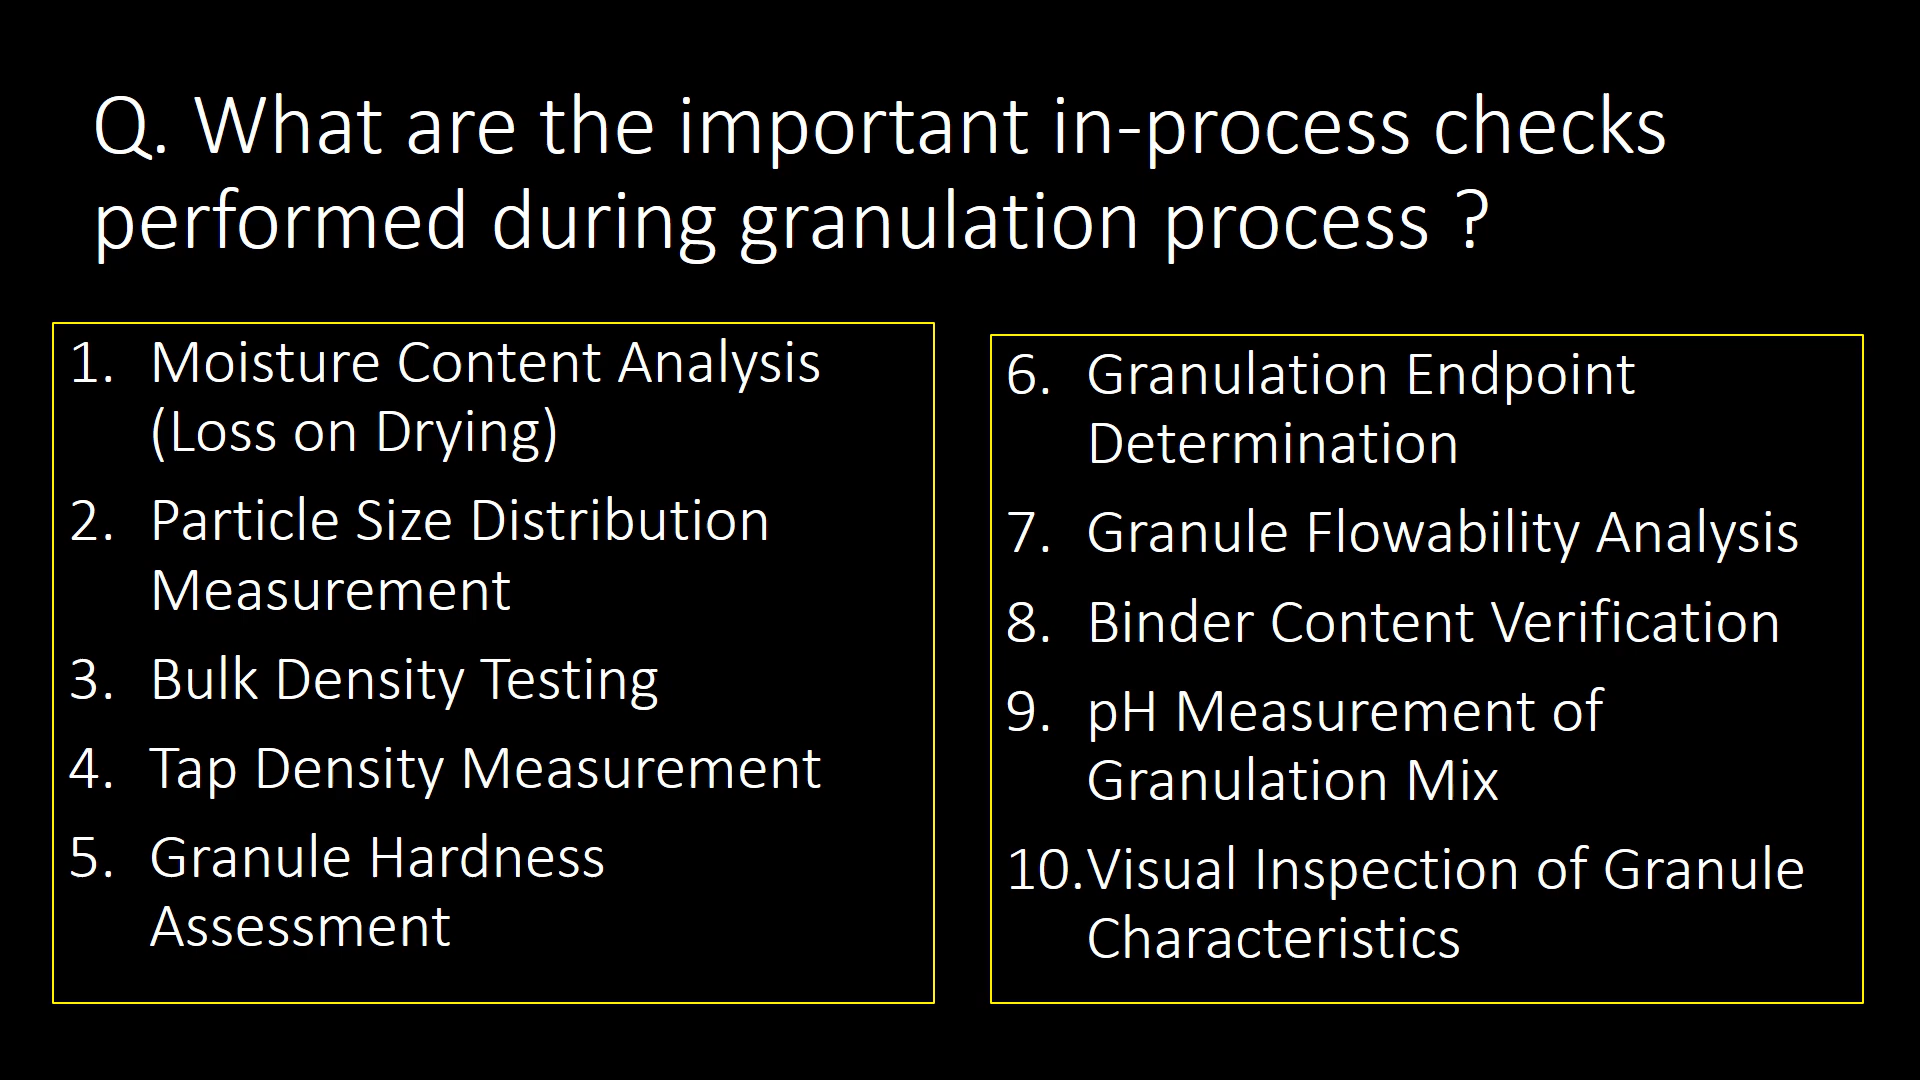 Q. What are the important in-process checks
performed during granulation process ?
1. Moisture Content Analysis
(Loss on Drying)
2. Particle Size Distribution
Measurement
3. Bulk Density Testing
4. Tap Density Measurement
5. Granule Hardness
Assessment
6. Granulation Endpoint
Determination
7. Granule Flowability Analysis
8. Binder Content Verification
9. pH Measurement of
Granulation Mix
10.Visual Inspection of Granule
Characteristics